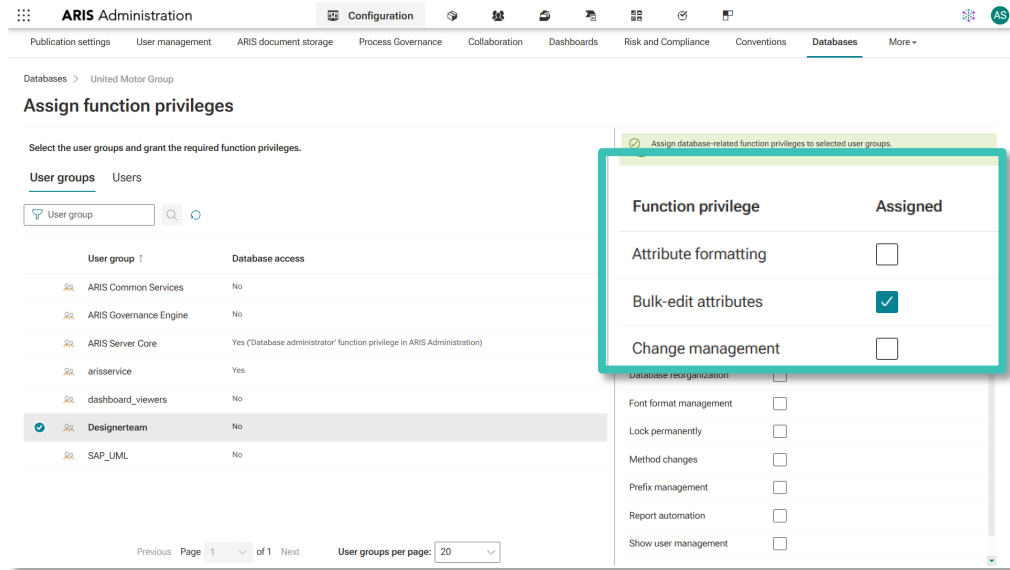 ARIS Administration
Configuration
AS
Publication settings User management ARIS document storage Process Governance Collaboration Dashboards Risk and Compliance Conventions Databases More
Databases > United Motor Group
Assign function privileges
Select the user groups and grant the required function privileges.
User groups Users
User group
User group ↑ Database access
ARIS Common Services No
ARIS Governance Engine No
ARIS Server Core Yes ('Database administrator' function privilege in ARIS Administration)
arisservice Yes
dashboard_viewers No
Designerteam No
SAP_UML No
Previous Page 1 of 1 Next User groups per page: 20
Assign database-related function privileges to selected user groups.
Function privilege Assigned
Attribute formatting
Bulk-edit attributes
Change management
Database reorganization
Font format management
Lock permanently
Method changes
Prefix management
Report automation
Show user management